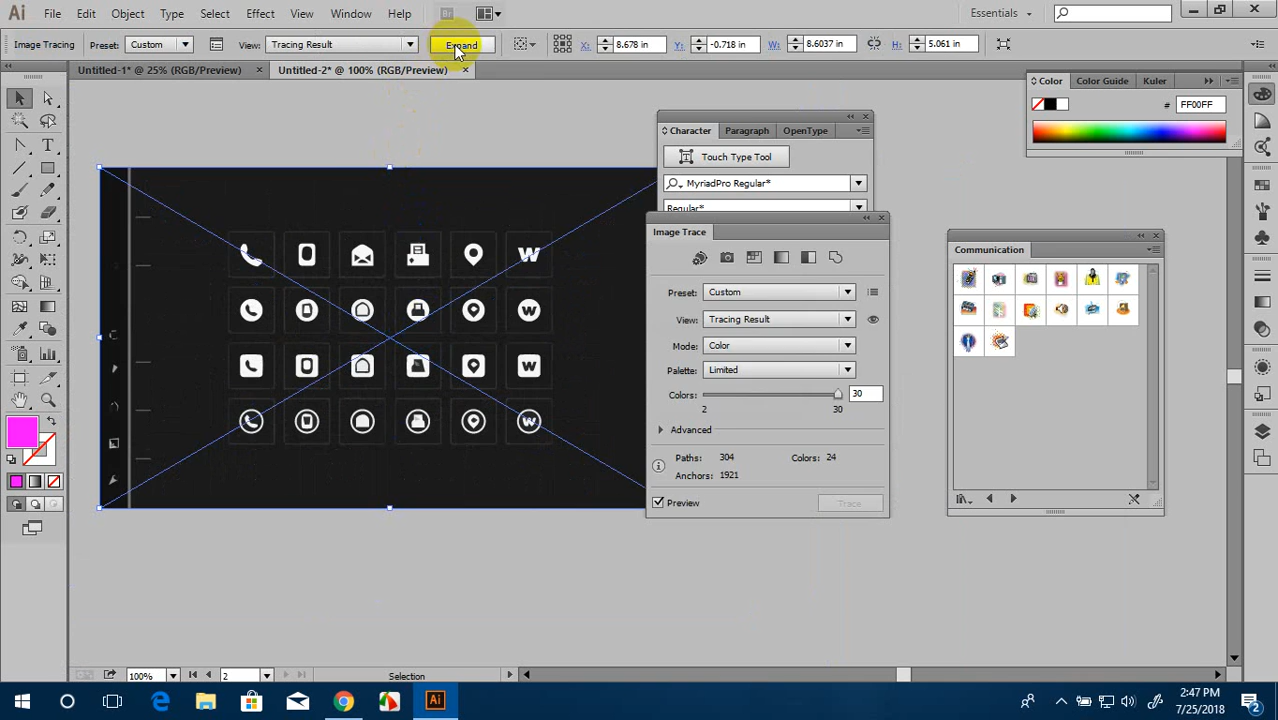 Ai File Edit Object Type Select Effect View Window Help Br Essentials
Image Tracing Preset: Custom View: Tracing Result Expand X: 8.678 in Y: -0.718 in W: 8.6037 in H: 5.061 in
Untitled-1* @ 25% (RGB/Preview) × Untitled-2* @ 100% (RGB/Preview) ×
Color Color Guide Kuler
# FF00FF
Character Paragraph OpenType
Touch Type Tool
MyriadPro Regular*
Regular*
Image Trace
Preset: Custom
View: Tracing Result
Mode: Color
Palette: Limited
Colors: 30
2 30
Advanced
Paths: 304 Colors: 24
Anchors: 1921
Preview Trace
Communication
W
W
W
W
100% 2 Selection
Ai 2:47 PM
7/25/2018
2